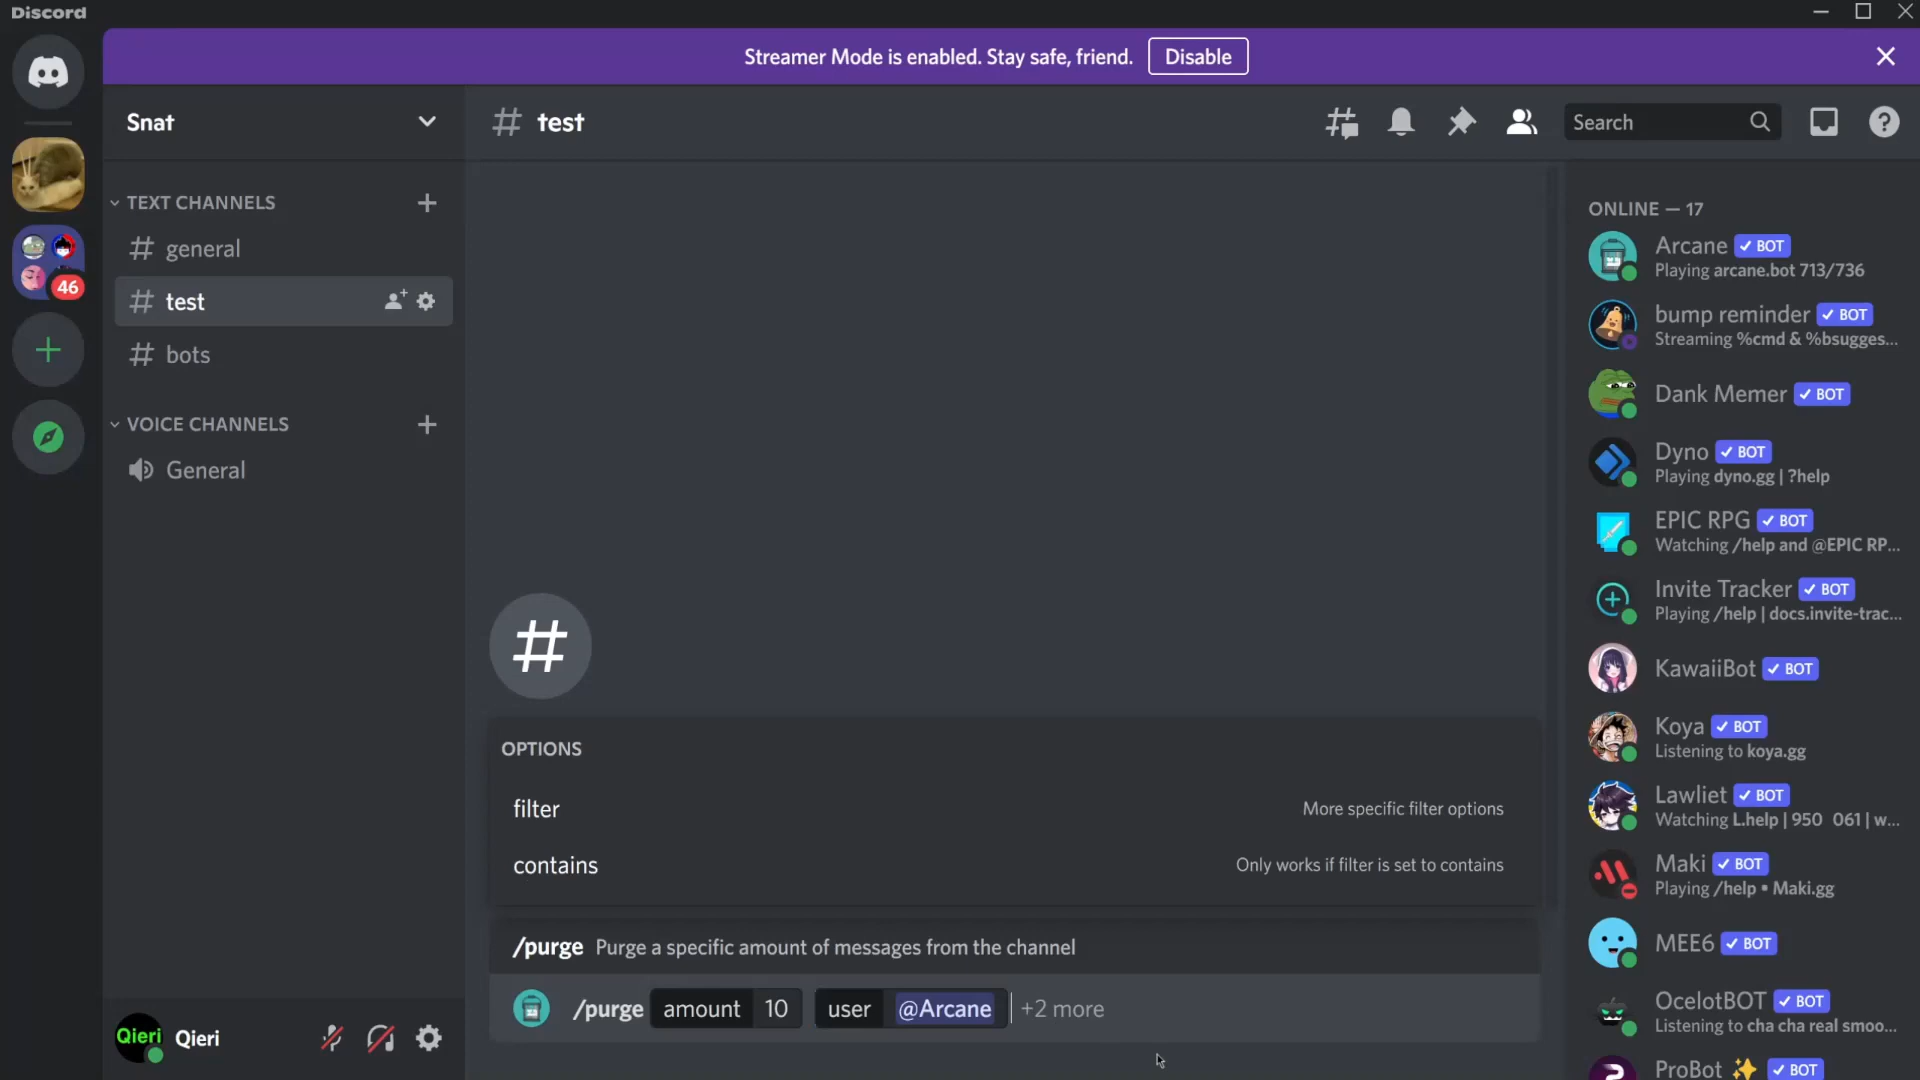 Discord
Streamer Mode is enabled. Stay safe, friend. Disable
Snat
# test
Search
TEXT CHANNELS
general
test
bots
VOICE CHANNELS
General
46
Qieri
Qieri
OPTIONS
filter More specific filter options
contains Only works if filter is set to contains
/purge Purge a specific amount of messages from the channel
/purge amount 10 user @Arcane +2 more
ONLINE — 17
Arcane ✓ BOT
Playing arcane.bot 713/736
bump reminder ✓ BOT
Streaming %cmd & %bsugges...
Dank Memer ✓ BOT
Dyno ✓ BOT
Playing dyno.gg | ?help
EPIC RPG ✓ BOT
Watching /help and @EPIC RP...
Invite Tracker ✓ BOT
Playing /help | docs.invite-trac...
KawaiiBot ✓ BOT
Koya ✓ BOT
Listening to koya.gg
Lawliet ✓ BOT
Watching L.help | 950 061 | w...
Maki ✓ BOT
Playing /help • Maki.gg
MEE6 ✓ BOT
OcelotBOT ✓ BOT
Listening to cha cha real smoo...
ProBot ✨ ✓ BOT